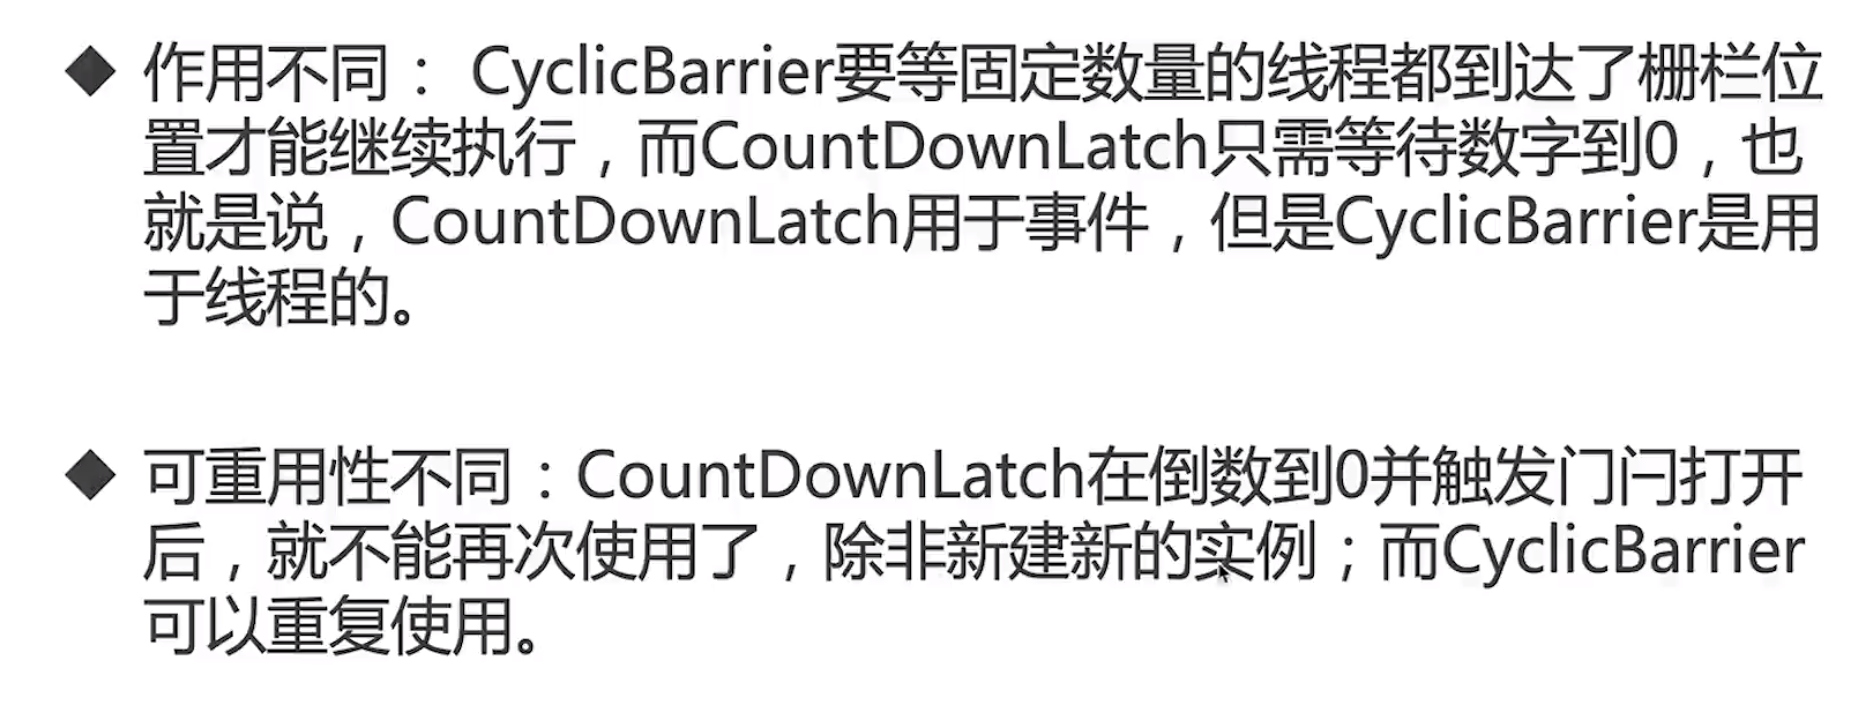 ◆ 作用不同： CyclicBarrier要等固定数量的线程都到达了栅栏位
置才能继续执行，而CountDownLatch只需等待数字到0，也
就是说，CountDownLatch用于事件，但是CyclicBarrier是用
于线程的。
◆ 可重用性不同：CountDownLatch在倒数到0并触发门闩打开
后，就不能再次使用了，除非新建新的实例；而CyclicBarrier
可以重复使用。